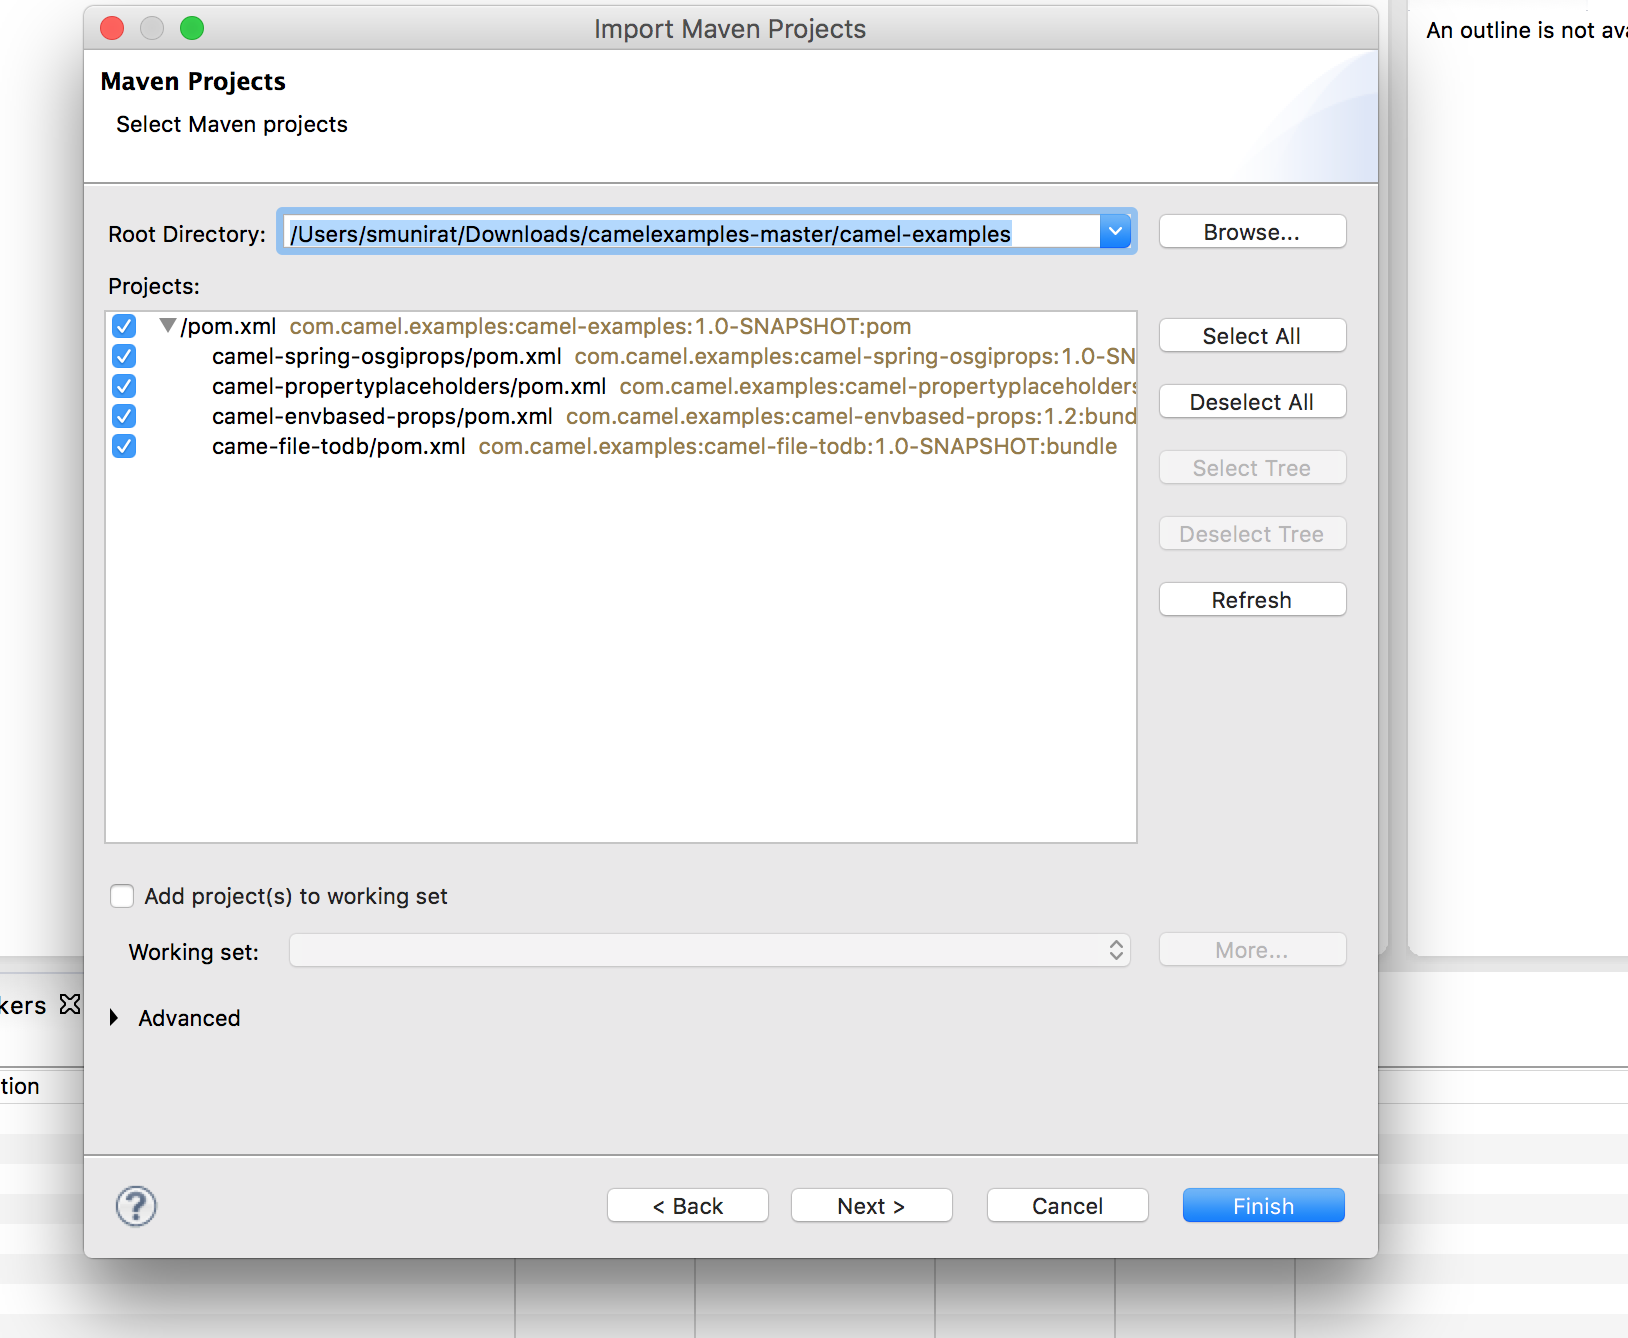 Import Maven Projects
An outline is not ava
Maven Projects
Select Maven projects
Root Directory: /Users/smunirat/Downloads/camelexamples-master/camel-examples Browse...
Projects:
/pom.xml com.camel.examples:camel-examples:1.0-SNAPSHOT:pom
camel-spring-osgiprops/pom.xml com.camel.examples:camel-spring-osgiprops:1.0-SN
camel-propertyplaceholders/pom.xml com.camel.examples:camel-propertyplaceholders
camel-envbased-props/pom.xml com.camel.examples:camel-envbased-props:1.2:bund
came-file-todb/pom.xml com.camel.examples:camel-file-todb:1.0-SNAPSHOT:bundle
Select All
Deselect All
Select Tree
Deselect Tree
Refresh
Add project(s) to working set
Working set: More...
kers
Advanced
tion
? < Back Next > Cancel Finish